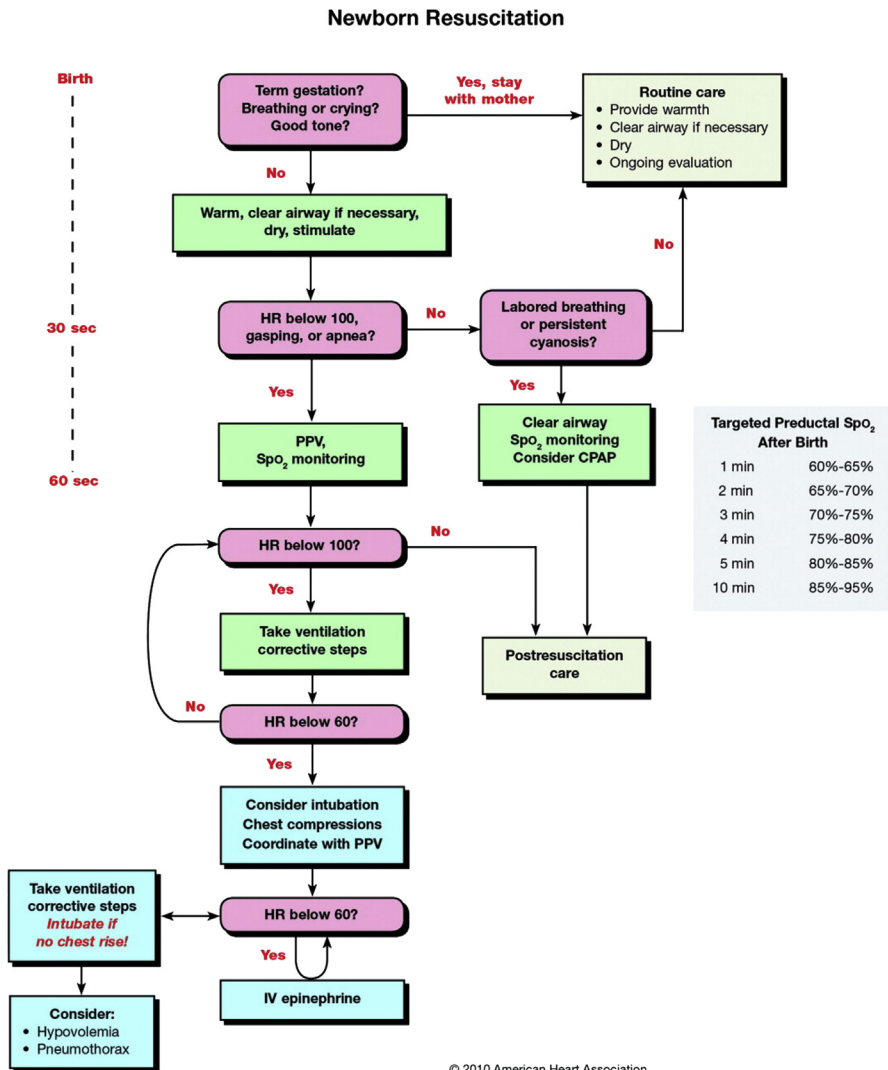 Newborn Resuscitation
Birth
Term gestation?
Breathing or crying?
Good tone?
Yes, stay
with mother
Routine care
• Provide warmth
• Clear airway if necessary
• Dry
• Ongoing evaluation
No
Warm, clear airway if necessary,
dry, stimulate
No
30 sec
HR below 100,
gasping, or apnea?
No
Labored breathing
or persistent
cyanosis?
Yes
Yes
PPV,
SpO₂ monitoring
Clear airway
SpO₂ monitoring
Consider CPAP
60 sec
Targeted Preductal SpO₂
After Birth
1 min 60%-65%
2 min 65%-70%
3 min 70%-75%
4 min 75%-80%
5 min 80%-85%
10 min 85%-95%
HR below 100?
No
Yes
Take ventilation
corrective steps
Postresuscitation
care
No
HR below 60?
Yes
Consider intubation
Chest compressions
Coordinate with PPV
Take ventilation
corrective steps
Intubate if
no chest rise!
HR below 60?
Yes
IV epinephrine
Consider:
• Hypovolemia
• Pneumothorax
© 2010 American Heart Association